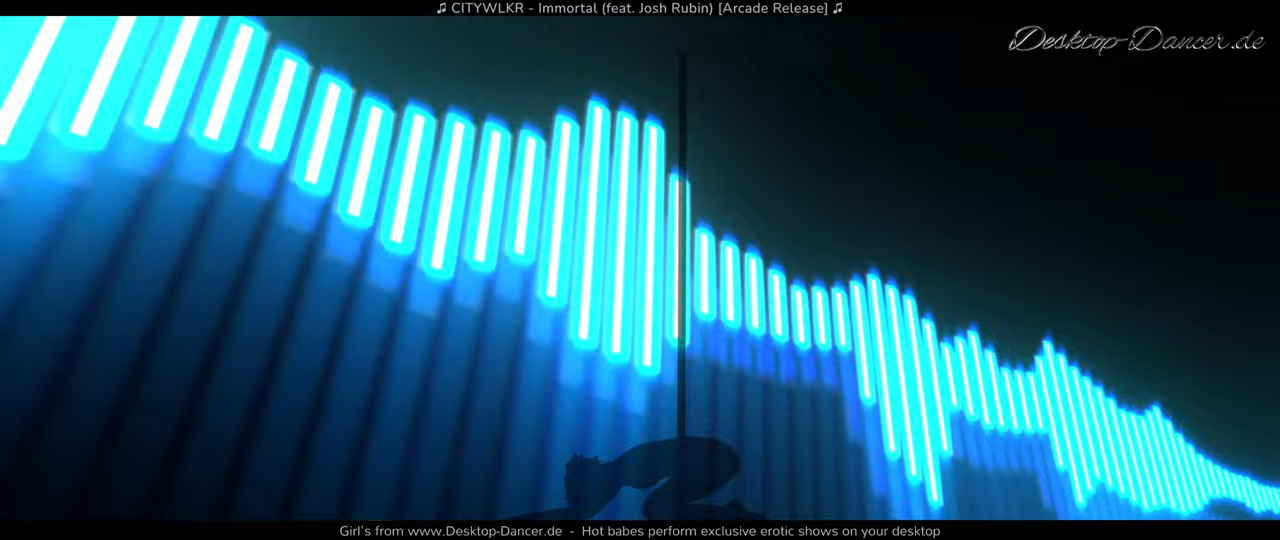 ♫ CITYWLKR - Immortal (feat. Josh Rubin) [Arcade Release] ♫
Desktop-Dancer.de
Girl's from www.Desktop-Dancer.de - Hot babes perform exclusive erotic shows on your desktop